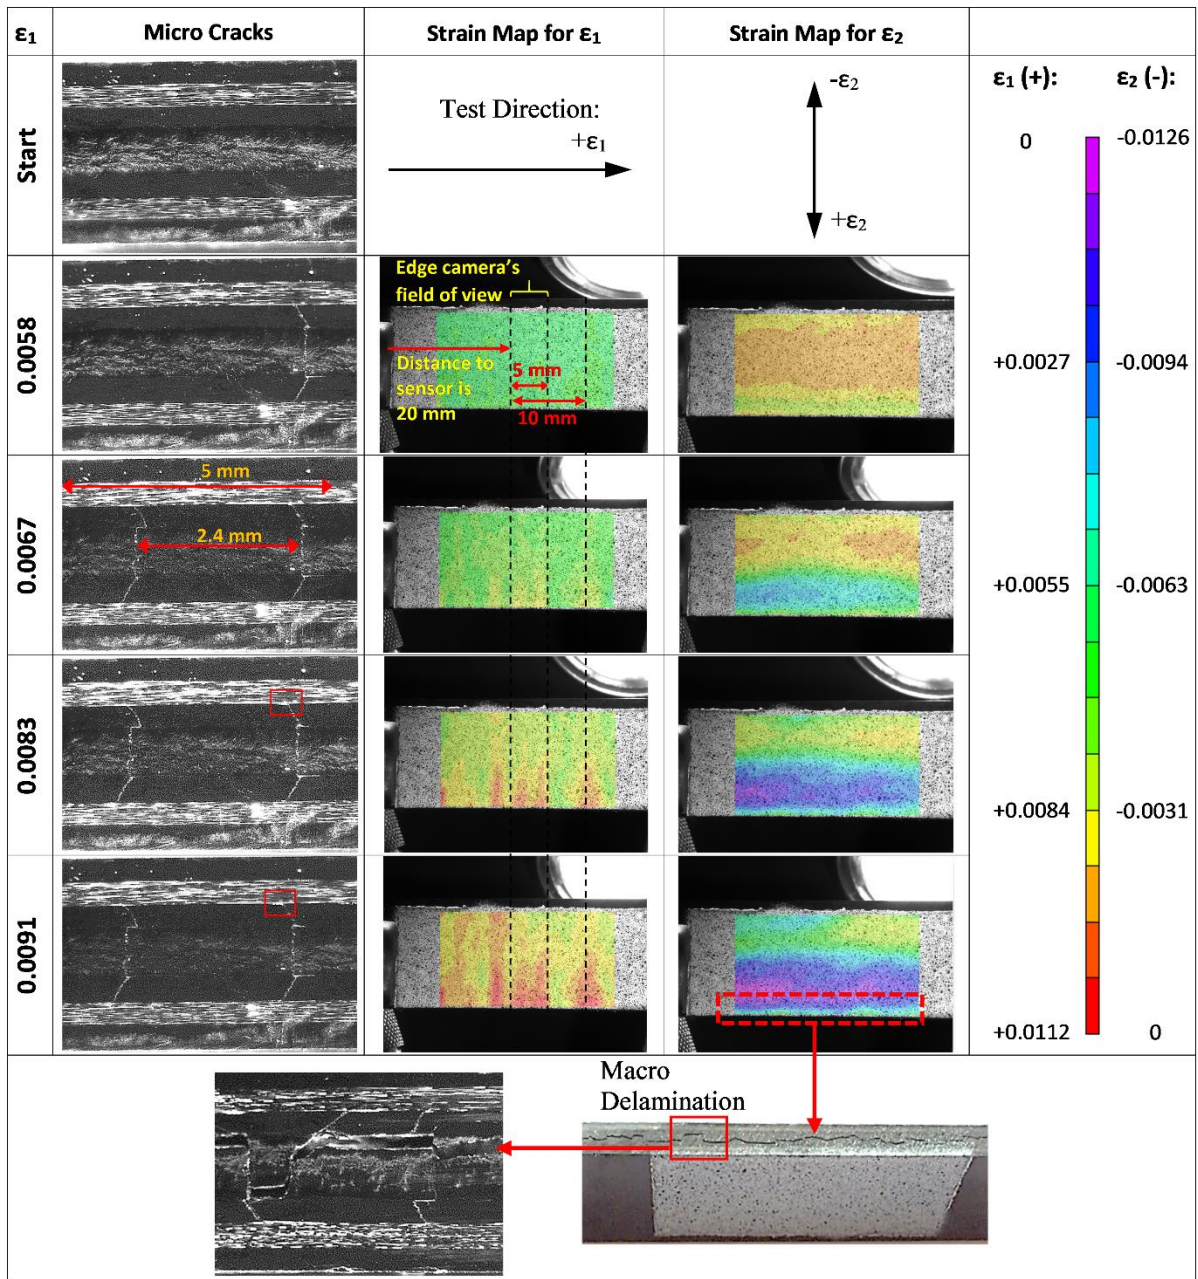 ε1
Micro Cracks
Strain Map for ε1
Strain Map for ε2
Start
Test Direction:
+ε1
-ε2
+ε2
ε1 (+):
ε2 (-):
0
-0.0126
+0.0027
-0.0094
+0.0055
-0.0063
+0.0084
-0.0031
+0.0112
0
0.0058
Edge camera's
field of view
Distance to
sensor is
20 mm
5 mm
10 mm
0.0067
5 mm
2.4 mm
0.0083
0.0091
Macro
Delamination